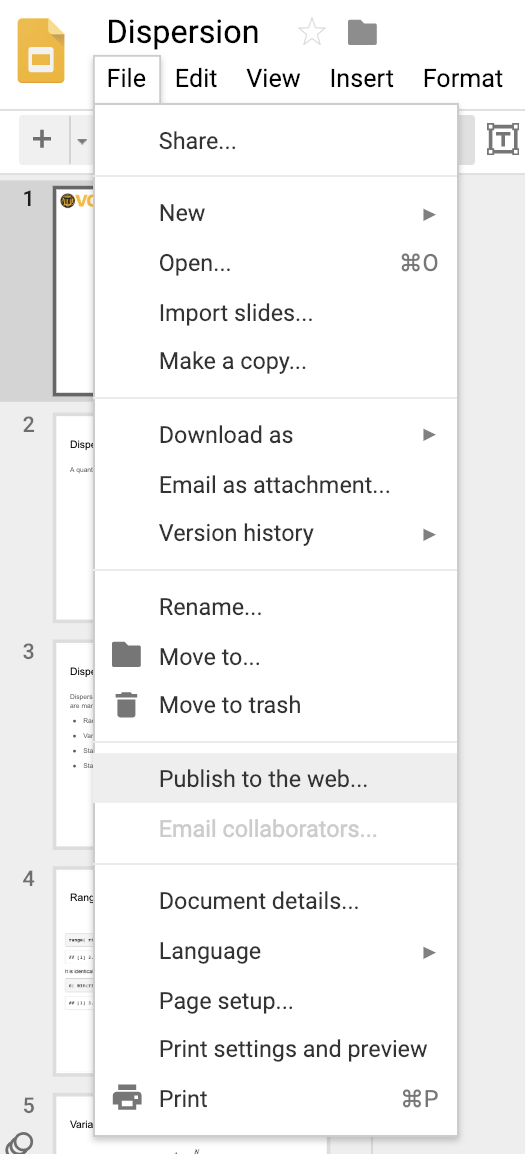 Dispersion
File Edit View Insert Format
Share...
1
New
Open... ⌘O
Import slides...
Make a copy...
2
Download as
Email as attachment...
Version history
Rename...
3
Move to...
Move to trash
Publish to the web...
Email collaborators...
4
Document details...
Language
Page setup...
Print settings and preview
5
Print ⌘P